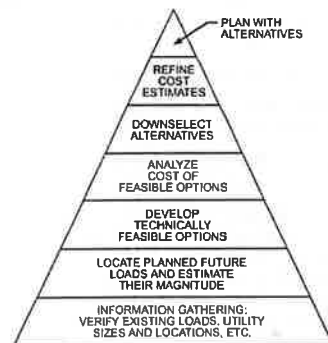 PLAN WITH
ALTERNATIVES
REFINE
COST
ESTIMATES
DOWNSELECT
ALTERNATIVES
ANALYZE
COST OF
FEASIBLE OPTIONS
DEVELOP
TECHNICALLY
FEASIBLE OPTIONS
LOCATE PLANNED FUTURE
LOADS AND ESTIMATE
THEIR MAGNITUDE
INFORMATION GATHERING:
VERIFY EXISTING LOADS, UTILITY
SIZES AND LOCATIONS, ETC.